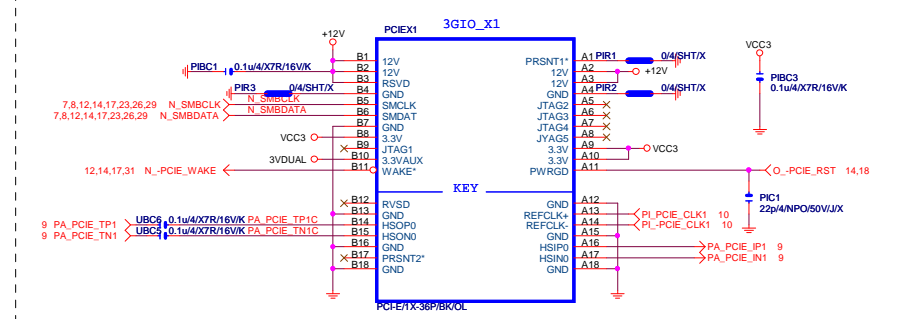 3GIO_X1
PCIEX1
+12V
VCC3
PIBC1 0.1u/4/X7R/16V/K
B1 12V PRSNT1* A1 PIR1 0/4/SHT/X
B2 12V 12V A2 +12V
B3 RSVD 12V A3
PIR3 0/4/SHT/X B4 GND GND A4 PIR2 0/4/SHT/X
PIBC3
0.1u/4/X7R/16V/K
7,8,12,14,17,23,26,29 N_SMBCLK N_SMBCLK B5 SMCLK JTAG2 A5
7,8,12,14,17,23,26,29 N_SMBDATA N_SMBDATA B6 SMDAT JTAG3 A6
B7 GND JTAG4 A7
VCC3 B8 3.3V JYAG5 A8
B9 JTAG1 3.3V A9 VCC3
3VDUAL B10 3.3VAUX 3.3V A10
12,14,17,31 N_-PCIE_WAKE B11 WAKE* PWRGD A11 O_-PCIE_RST 14,18
KEY
PIC1
22p/4/NPO/50V/J/X
B12 RVSD GND A12
B13 GND REFCLK+ A13 PI_PCIE_CLK1 10
9 PA_PCIE_TP1 UBC6 0.1u/4/X7R/16V/K PA_PCIE_TP1C B14 HSOP0 REFCLK- A14 PI_-PCIE_CLK1 10
9 PA_PCIE_TN1 UBC5 0.1u/4/X7R/16V/K PA_PCIE_TN1C B15 HSON0 GND A15
B16 GND HSIP0 A16 PA_PCIE_IP1 9
B17 PRSNT2* HSIN0 A17 PA_PCIE_IN1 9
B18 GND GND A18
PCI-E/1X-36P/BK/OL